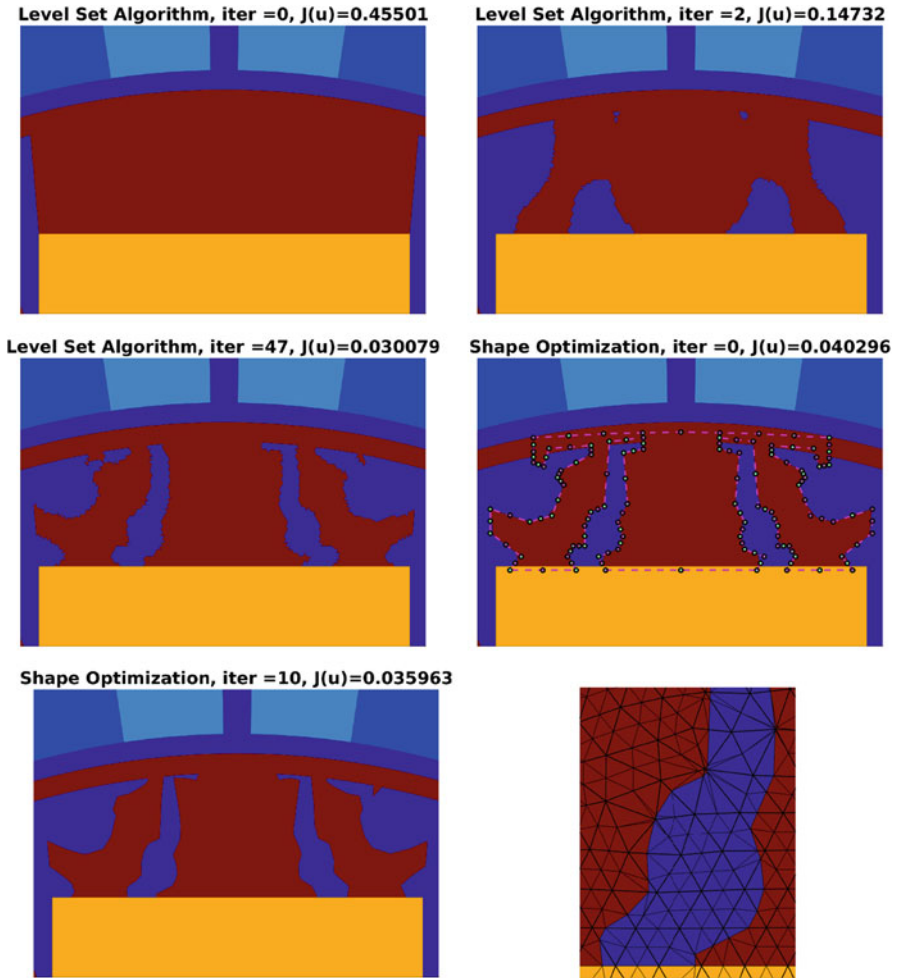 Level Set Algorithm, iter =0, J(u)=0.45501
Level Set Algorithm, iter =2, J(u)=0.14732
Level Set Algorithm, iter =47, J(u)=0.030079
Shape Optimization, iter =0, J(u)=0.040296
Shape Optimization, iter =10, J(u)=0.035963